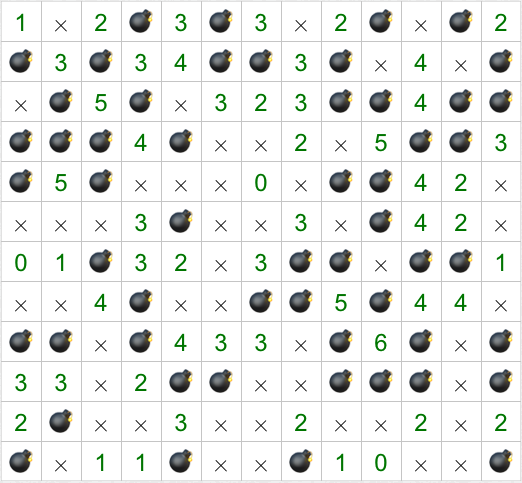 1 × 2 💣 3 💣 3 × 2 💣 × 💣 2
💣 3 💣 3 4 💣 💣 3 💣 × 4 × 💣
× 💣 5 💣 × 3 2 3 💣 💣 4 💣 💣
💣 💣 💣 4 💣 × × 2 × 5 💣 💣 3
💣 5 💣 × × × 0 × 💣 💣 4 2 ×
× × × 3 💣 × × 3 × 💣 4 2 ×
0 1 💣 3 2 × 3 💣 💣 × 💣 💣 1
× × 4 💣 × × 💣 💣 5 💣 4 4 ×
💣 💣 × 💣 4 3 3 × 💣 6 💣 × 💣
3 3 × 2 💣 💣 × × 💣 💣 💣 × 💣
2 💣 × × 3 × × 2 × × 2 × 2
💣 × 1 1 💣 × × 💣 1 0 × × 💣